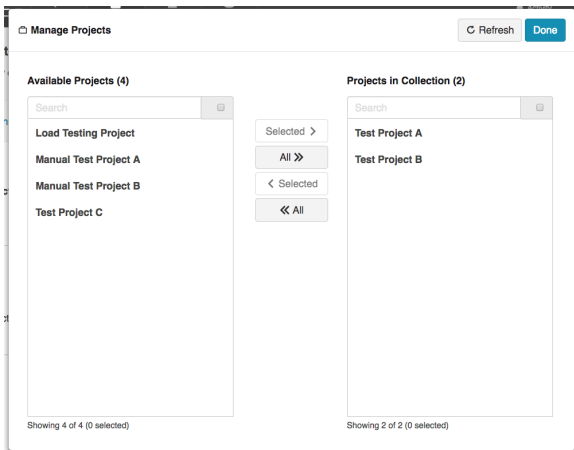 Manage Projects
Refresh
Done
Available Projects (4)
Projects in Collection (2)
Search
Load Testing Project
Manual Test Project A
Manual Test Project B
Test Project C
Selected >
All >>
< Selected
<< All
Search
Test Project A
Test Project B
Showing 4 of 4 (0 selected)
Showing 2 of 2 (0 selected)